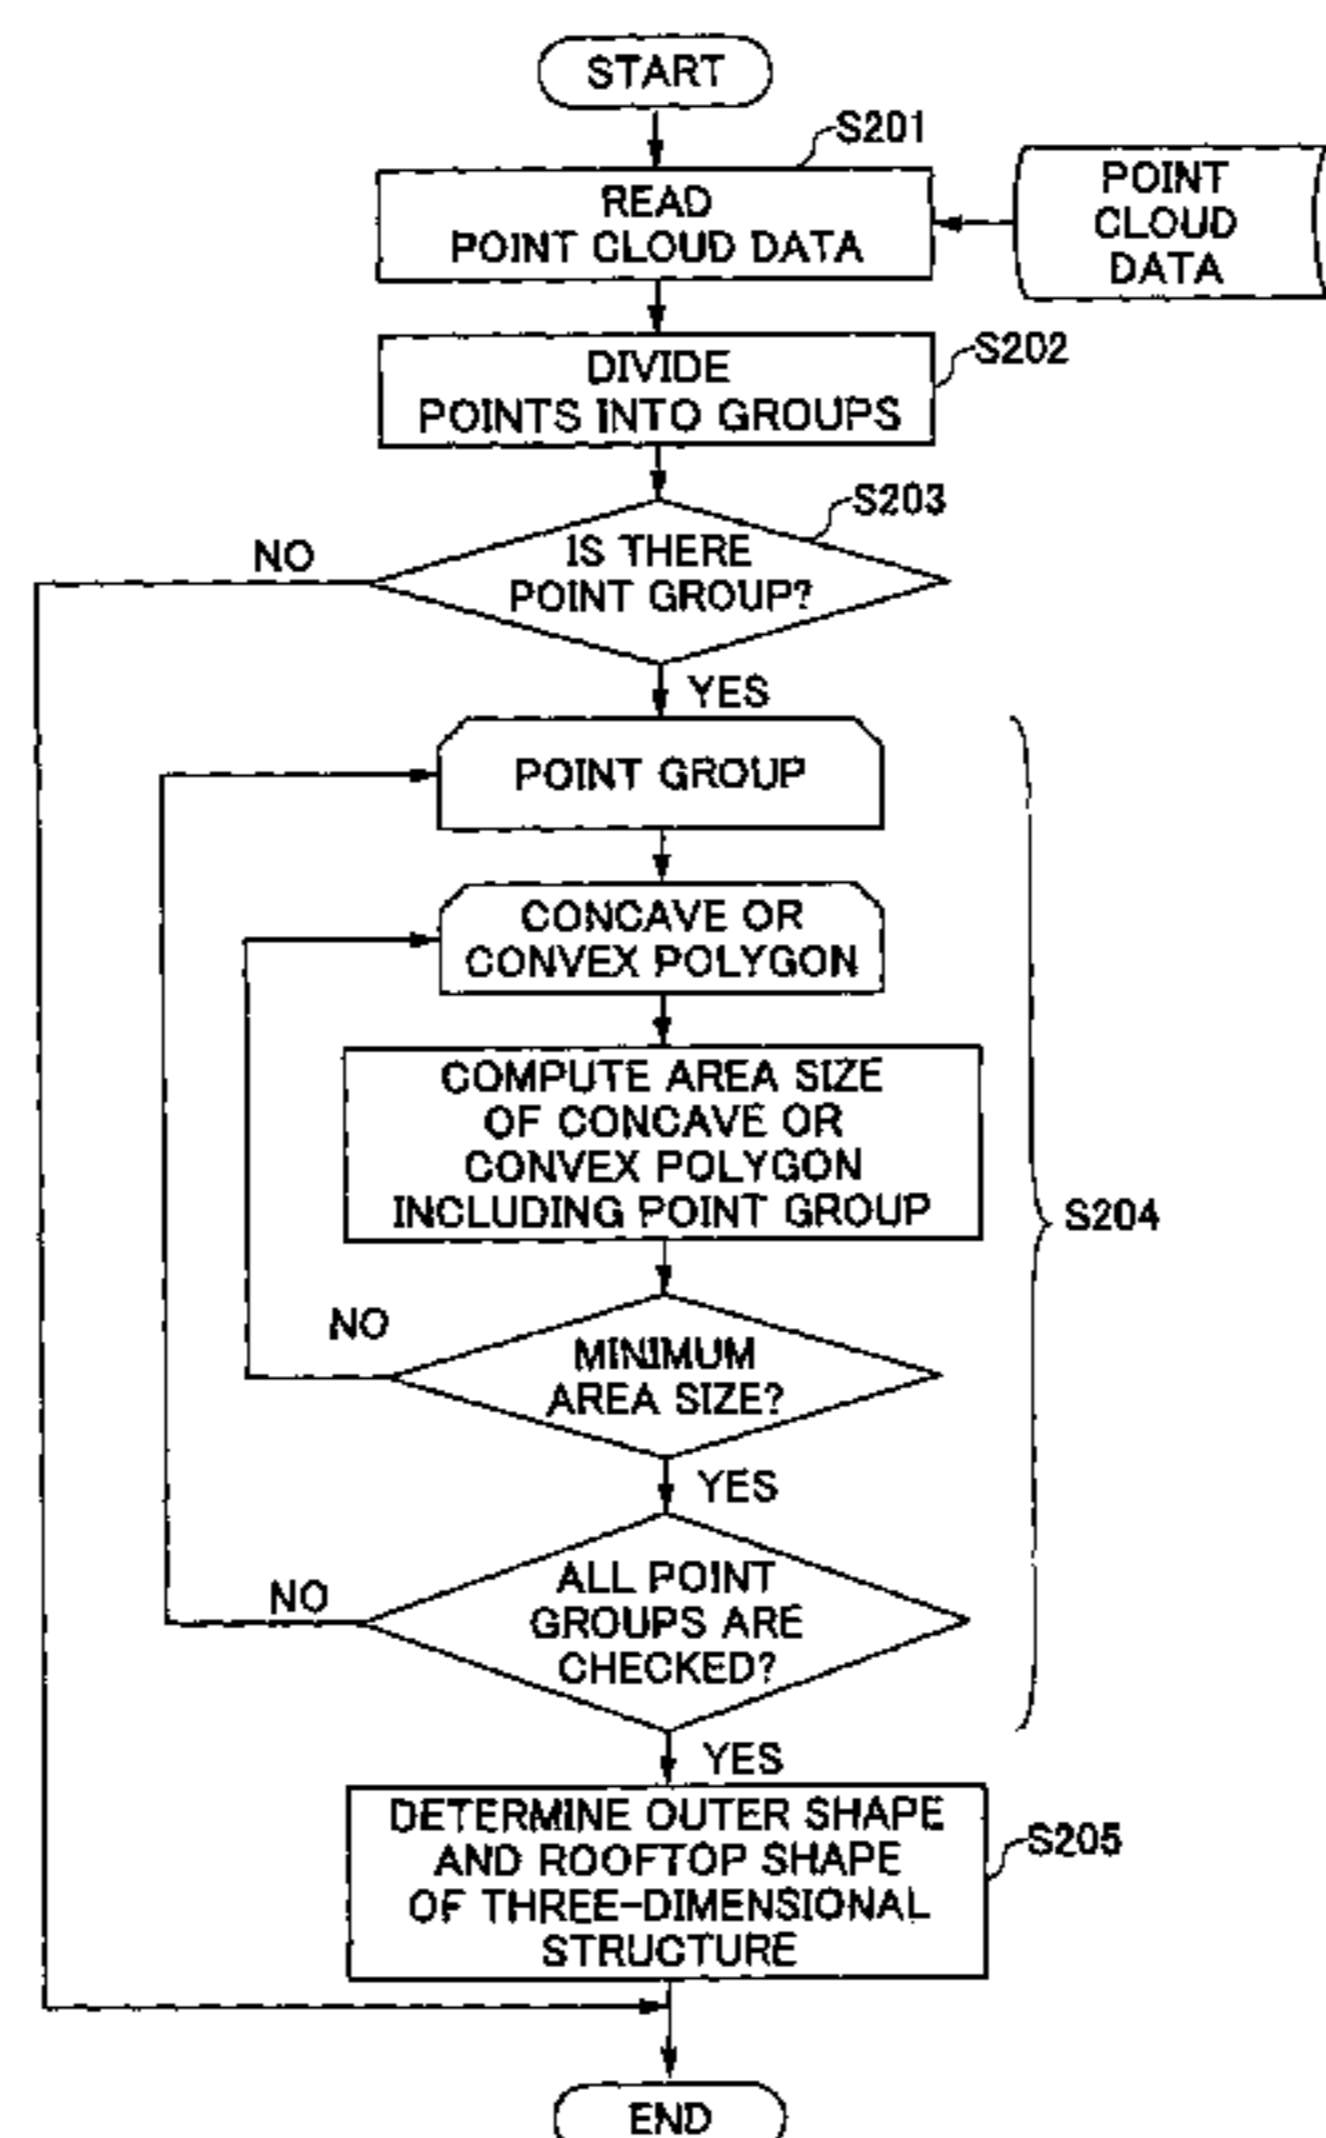 START
S201
READ
POINT CLOUD DATA
POINT
CLOUD
DATA
S202
DIVIDE
POINTS INTO GROUPS
S203
NO
IS THERE
POINT GROUP?
YES
POINT GROUP
CONCAVE OR
CONVEX POLYGON
COMPUTE AREA SIZE
OF CONCAVE OR
CONVEX POLYGON
INCLUDING POINT GROUP
S204
NO
MINIMUM
AREA SIZE?
YES
NO
ALL POINT
GROUPS ARE
CHECKED?
YES
DETERMINE OUTER SHAPE
AND ROOFTOP SHAPE
OF THREE-DIMENSIONAL
STRUCTURE
S205
END